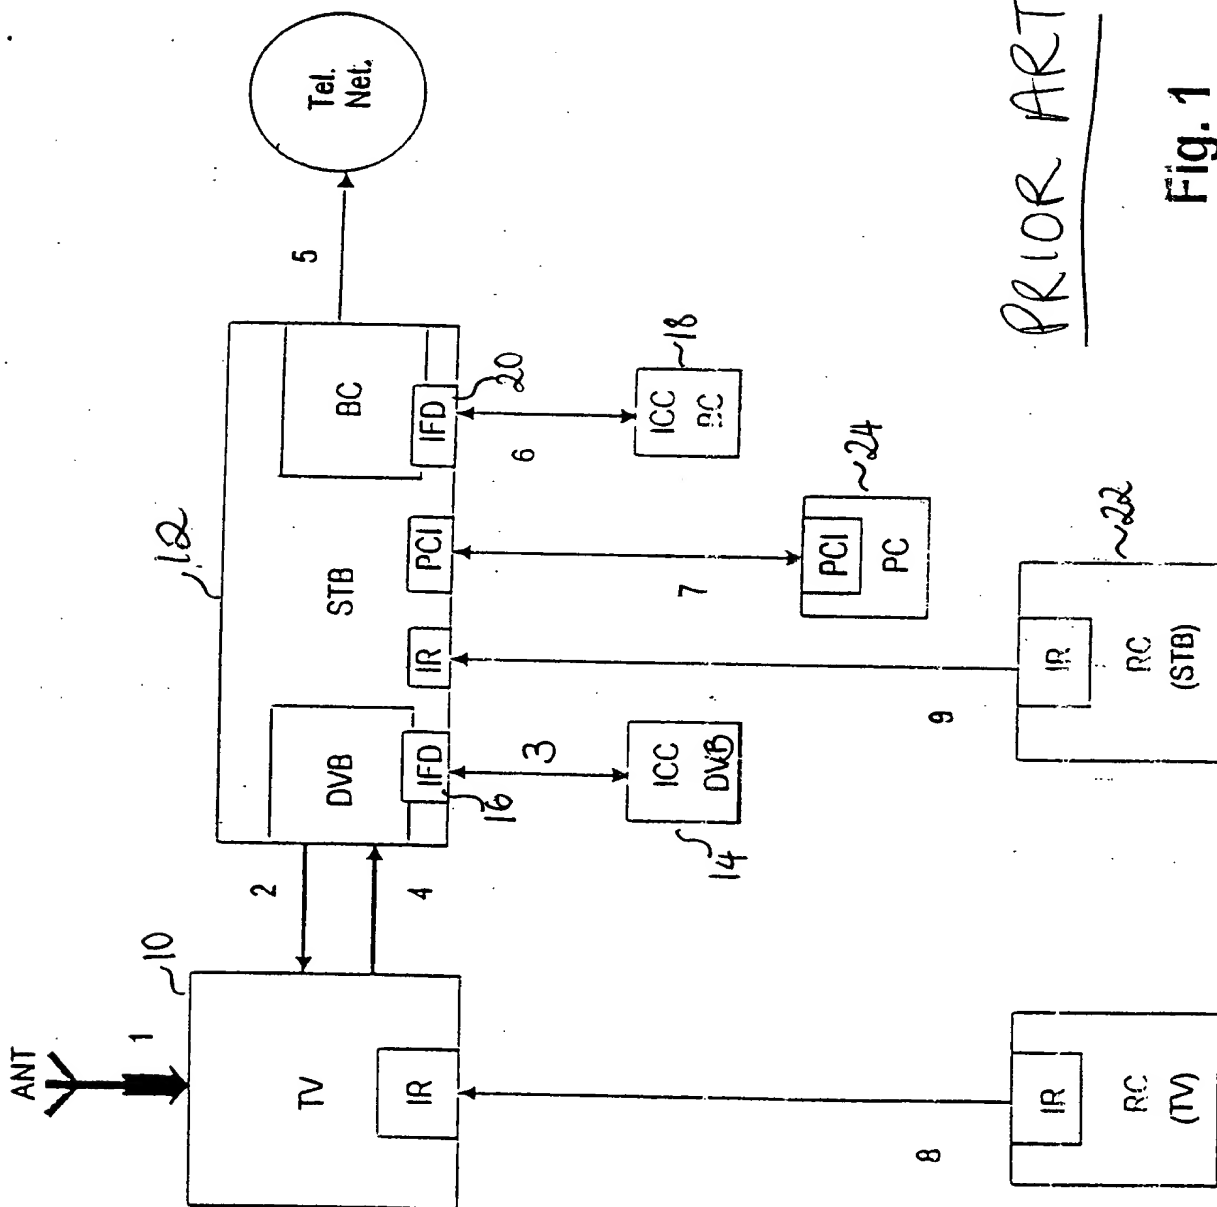 ANT
1
10
TV
IR
2
4
12
DVB
IFD
16
STB
IR
PCI
BC
IFD
20
5
Tel.
Net.
3
ICC
DVB
14
6
ICC
BC
18
7
PCI
PC
24
9
IR
RC
(STB)
22
8
IR
RC
(TV)
PRIOR ART
Fig. 1